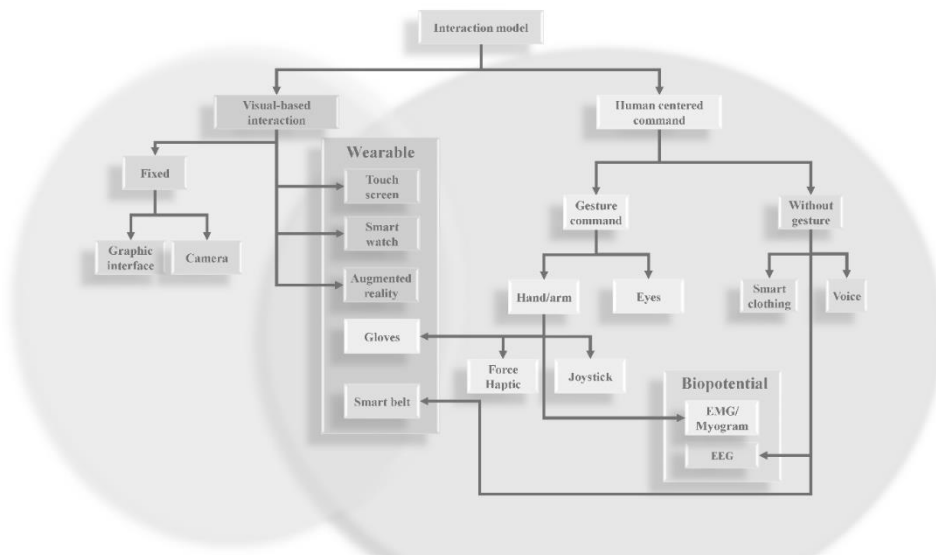 Interaction model
Visual-based
interaction
Human centered
command
Wearable
Fixed
Touch
screen
Gesture
command
Without
gesture
Smart
watch
Graphic
interface
Camera
Augmented
reality
Hand/arm
Eyes
Smart
clothing
Voice
Gloves
Force
Haptic
Joystick
Biopotential
Smart belt
EMG/
Myogram
EEG